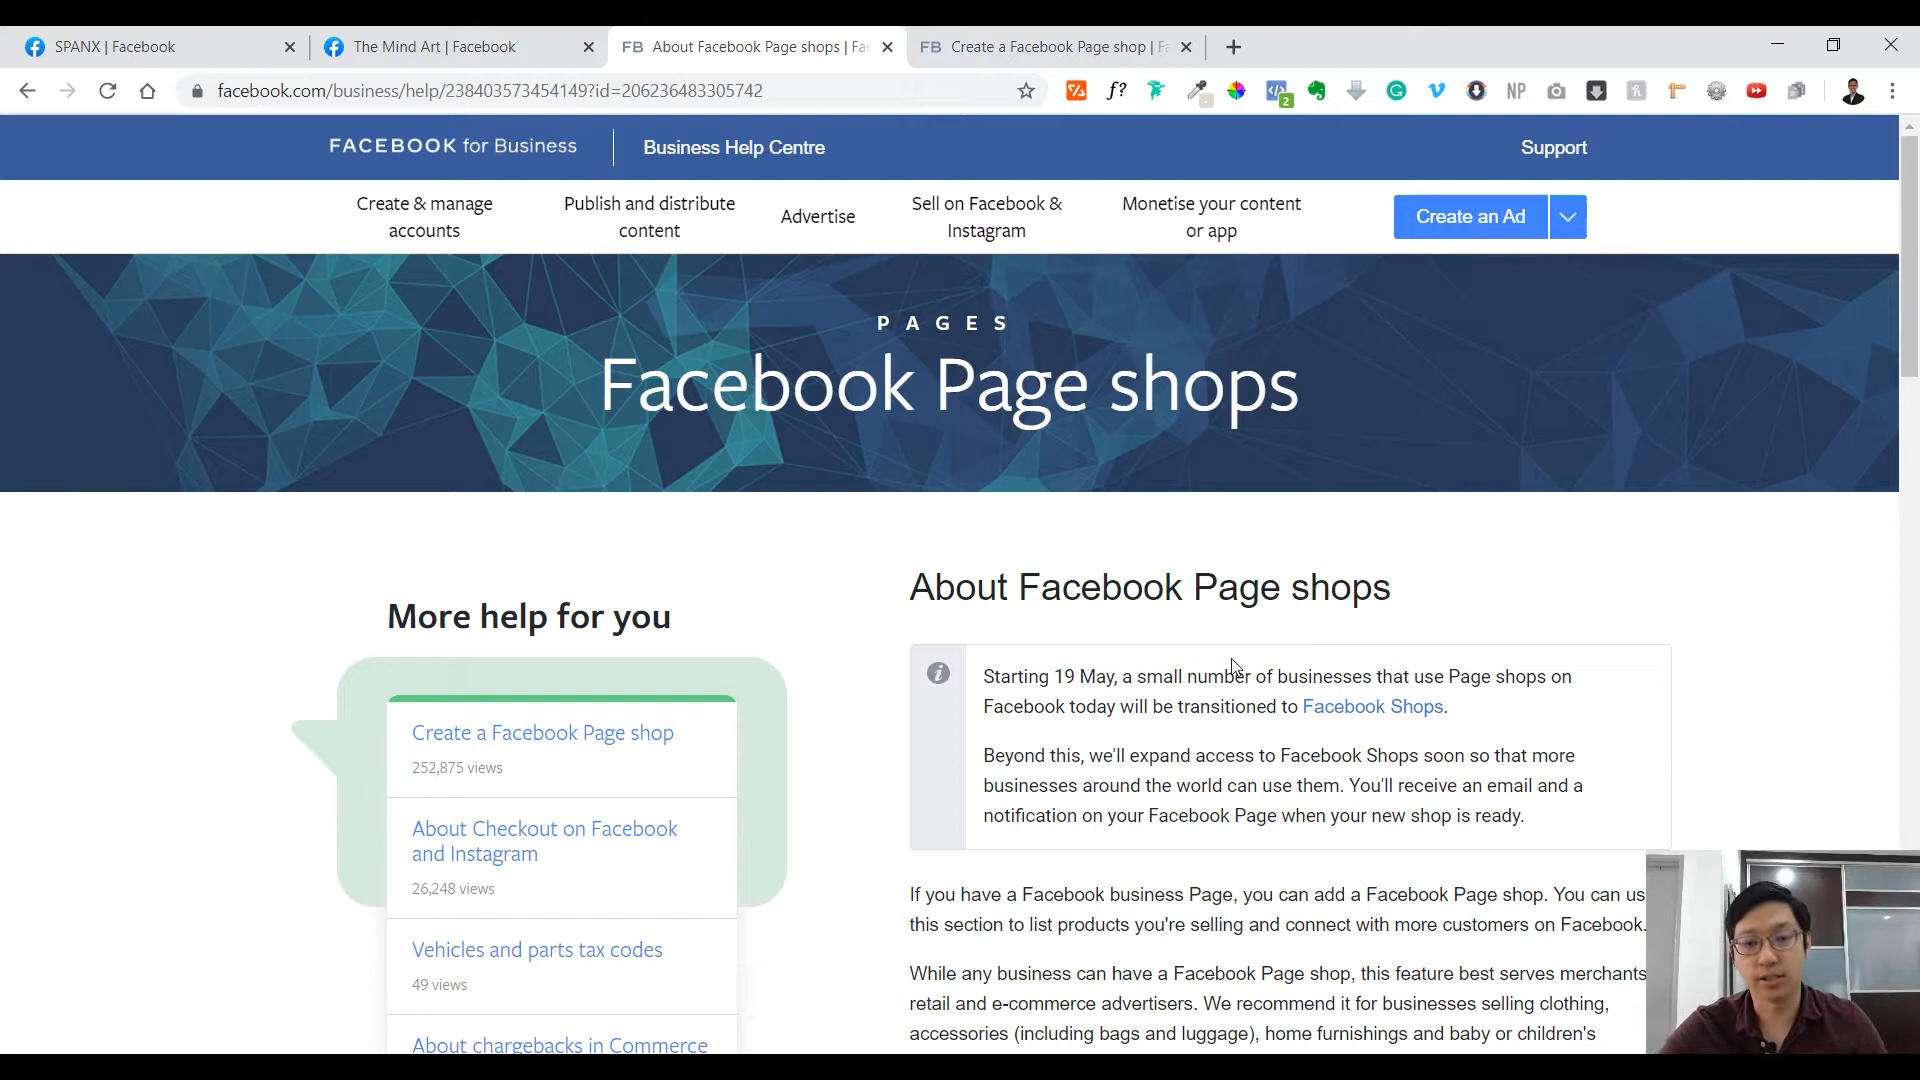 SPANX | Facebook
The Mind Art | Facebook
FB About Facebook Page shops | Fac
FB Create a Facebook Page shop | Fa
facebook.com/business/help/238403573454149?id=206236483305742
f?
2
NP
FACEBOOK for Business
Business Help Centre
Support
Create & manage
accounts
Publish and distribute
content
Advertise
Sell on Facebook &
Instagram
Monetise your content
or app
Create an Ad
PAGES
Facebook Page shops
More help for you
Create a Facebook Page shop
252,875 views
About Checkout on Facebook
and Instagram
26,248 views
Vehicles and parts tax codes
49 views
About chargebacks in Commerce
About Facebook Page shops
Starting 19 May, a small number of businesses that use Page shops on
Facebook today will be transitioned to Facebook Shops.
Beyond this, we'll expand access to Facebook Shops soon so that more
businesses around the world can use them. You'll receive an email and a
notification on your Facebook Page when your new shop is ready.
If you have a Facebook business Page, you can add a Facebook Page shop. You can us
this section to list products you're selling and connect with more customers on Facebook.
While any business can have a Facebook Page shop, this feature best serves merchants
retail and e-commerce advertisers. We recommend it for businesses selling clothing,
accessories (including bags and luggage), home furnishings and baby or children's